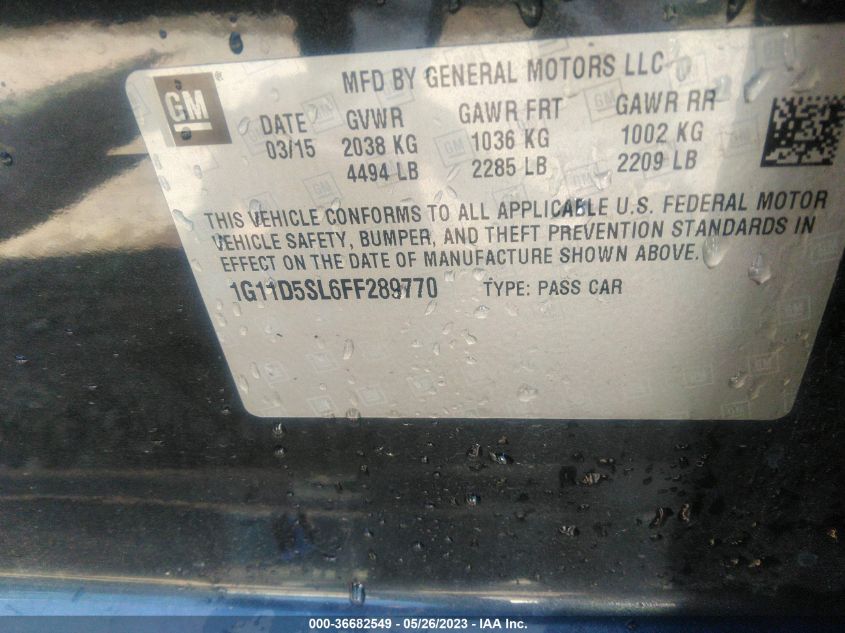 GM
®
MFD BY GENERAL MOTORS LLC
DATE GVWR GAWR FRT GAWR RR
03/15 2038 KG 1036 KG 1002 KG
4494 LB 2285 LB 2209 LB
THIS VEHICLE CONFORMS TO ALL APPLICABLE U.S. FEDERAL MOTOR
VEHICLE SAFETY, BUMPER, AND THEFT PREVENTION STANDARDS IN
EFFECT ON THE DATE OF MANUFACTURE SHOWN ABOVE.
1G11D5SL6FF289770 TYPE: PASS CAR
000-36682549 - 05/26/2023 - IAA Inc.